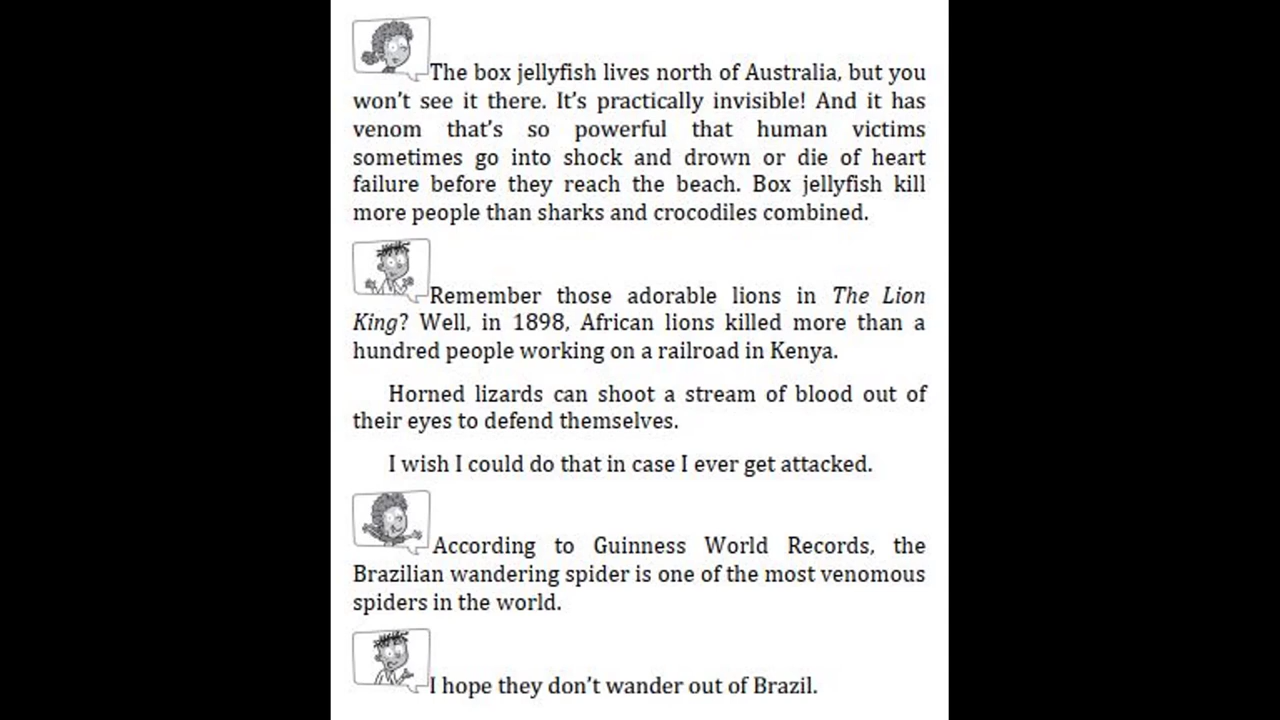 The box jellyfish lives north of Australia, but you
won’t see it there. It’s practically invisible! And it has
venom that’s so powerful that human victims
sometimes go into shock and drown or die of heart
failure before they reach the beach. Box jellyfish kill
more people than sharks and crocodiles combined.
Remember those adorable lions in The Lion
King? Well, in 1898, African lions killed more than a
hundred people working on a railroad in Kenya.
Horned lizards can shoot a stream of blood out of
their eyes to defend themselves.
I wish I could do that in case I ever get attacked.
According to Guinness World Records, the
Brazilian wandering spider is one of the most venomous
spiders in the world.
I hope they don’t wander out of Brazil.